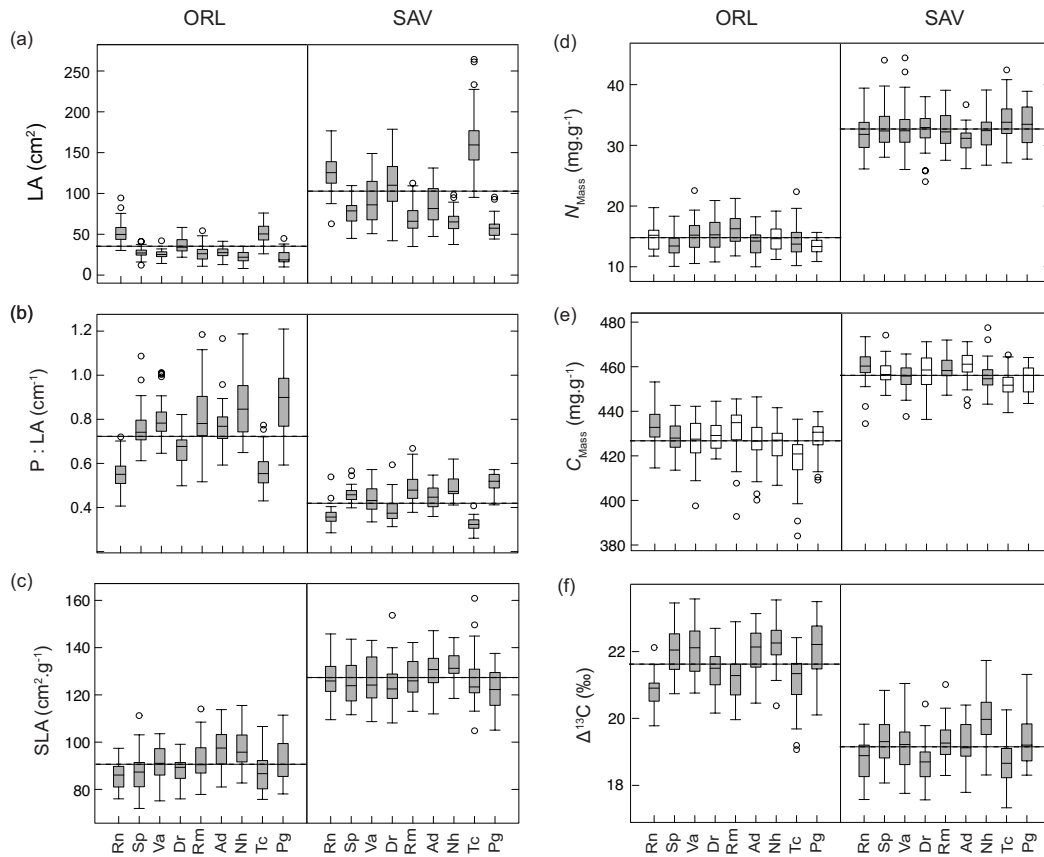 ORL SAV
(a)
LA (cm²)
250
200
150
100
50
0
(b)
P : LA (cm⁻¹)
1.2
1.0
0.8
0.6
0.4
(c)
SLA (cm².g⁻¹)
160
140
120
100
80
Rn Sp Va Dr Rm Ad Nh Tc Pg Rn Sp Va Dr Rm Ad Nh Tc Pg
ORL SAV
(d)
N Mass (mg.g⁻¹)
40
30
20
10
(e)
C Mass (mg.g⁻¹)
480
460
440
420
400
380
(f)
Δ¹³C (‰)
22
20
18
Rn Sp Va Dr Rm Ad Nh Tc Pg Rn Sp Va Dr Rm Ad Nh Tc Pg